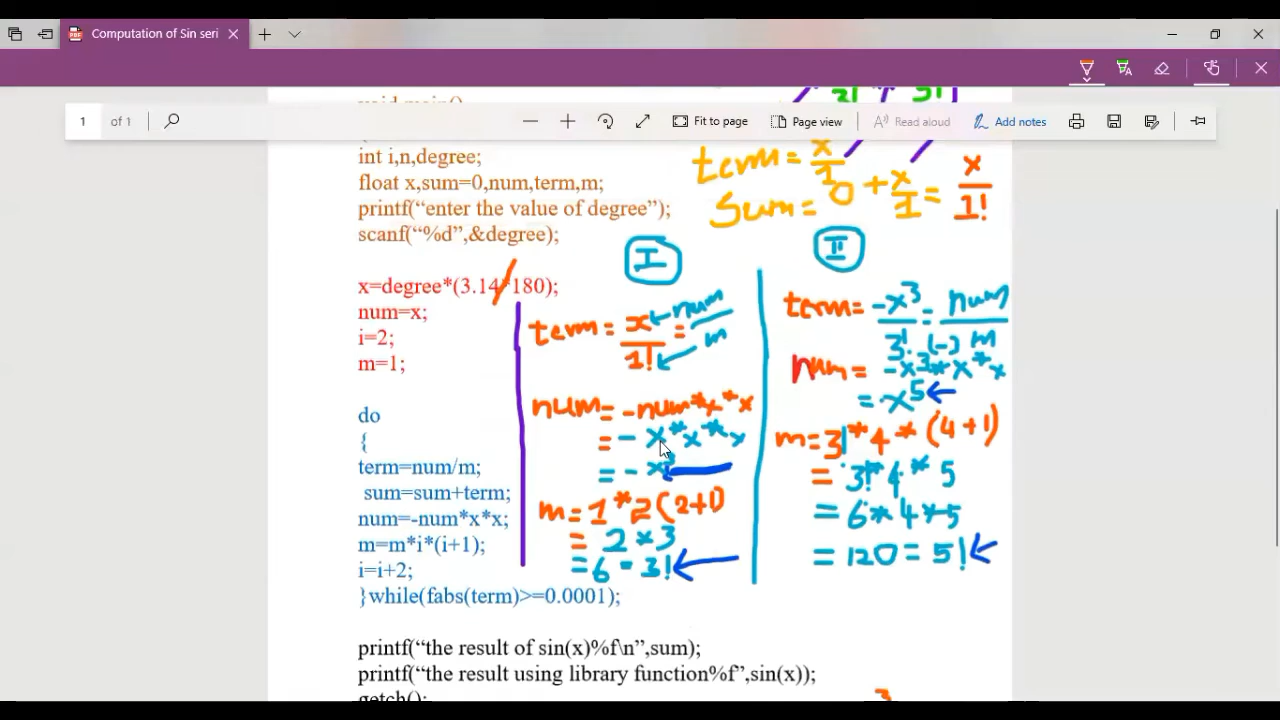 Computation of Sin seri
1 of 1
Fit to page
Page view
Read aloud
Add notes
void main()
{
int i,n,degree;
float x,sum=0,num,term,m;
printf(“enter the value of degree”);
scanf(“%d”,&degree);
x=degree*(3.14/180);
num=x;
i=2;
m=1;
do
{
term=num/m;
sum=sum+term;
num=-num*x*x;
m=m*i*(i+1);
i=i+2;
}while(fabs(term)>=0.0001);
printf(“the result of sin(x)%f\n”,sum);
printf(“the result using library function%f”,sin(x));
getch();
3! 3!
term = x/1
sum = 0 + x/1 = x/1!
I
term = x/1! = num/m
num = -num*x*x
= - x*x*x
= - x3
m = 1*2(2+1)
= 2*3
= 6 = 3!
II
term = -x3/3! = num/m
num = (-) -x3*x*x
= x5
m = 3!*4*(4+1)
= 3!*4*5
= 6*4*5
= 120 = 5!